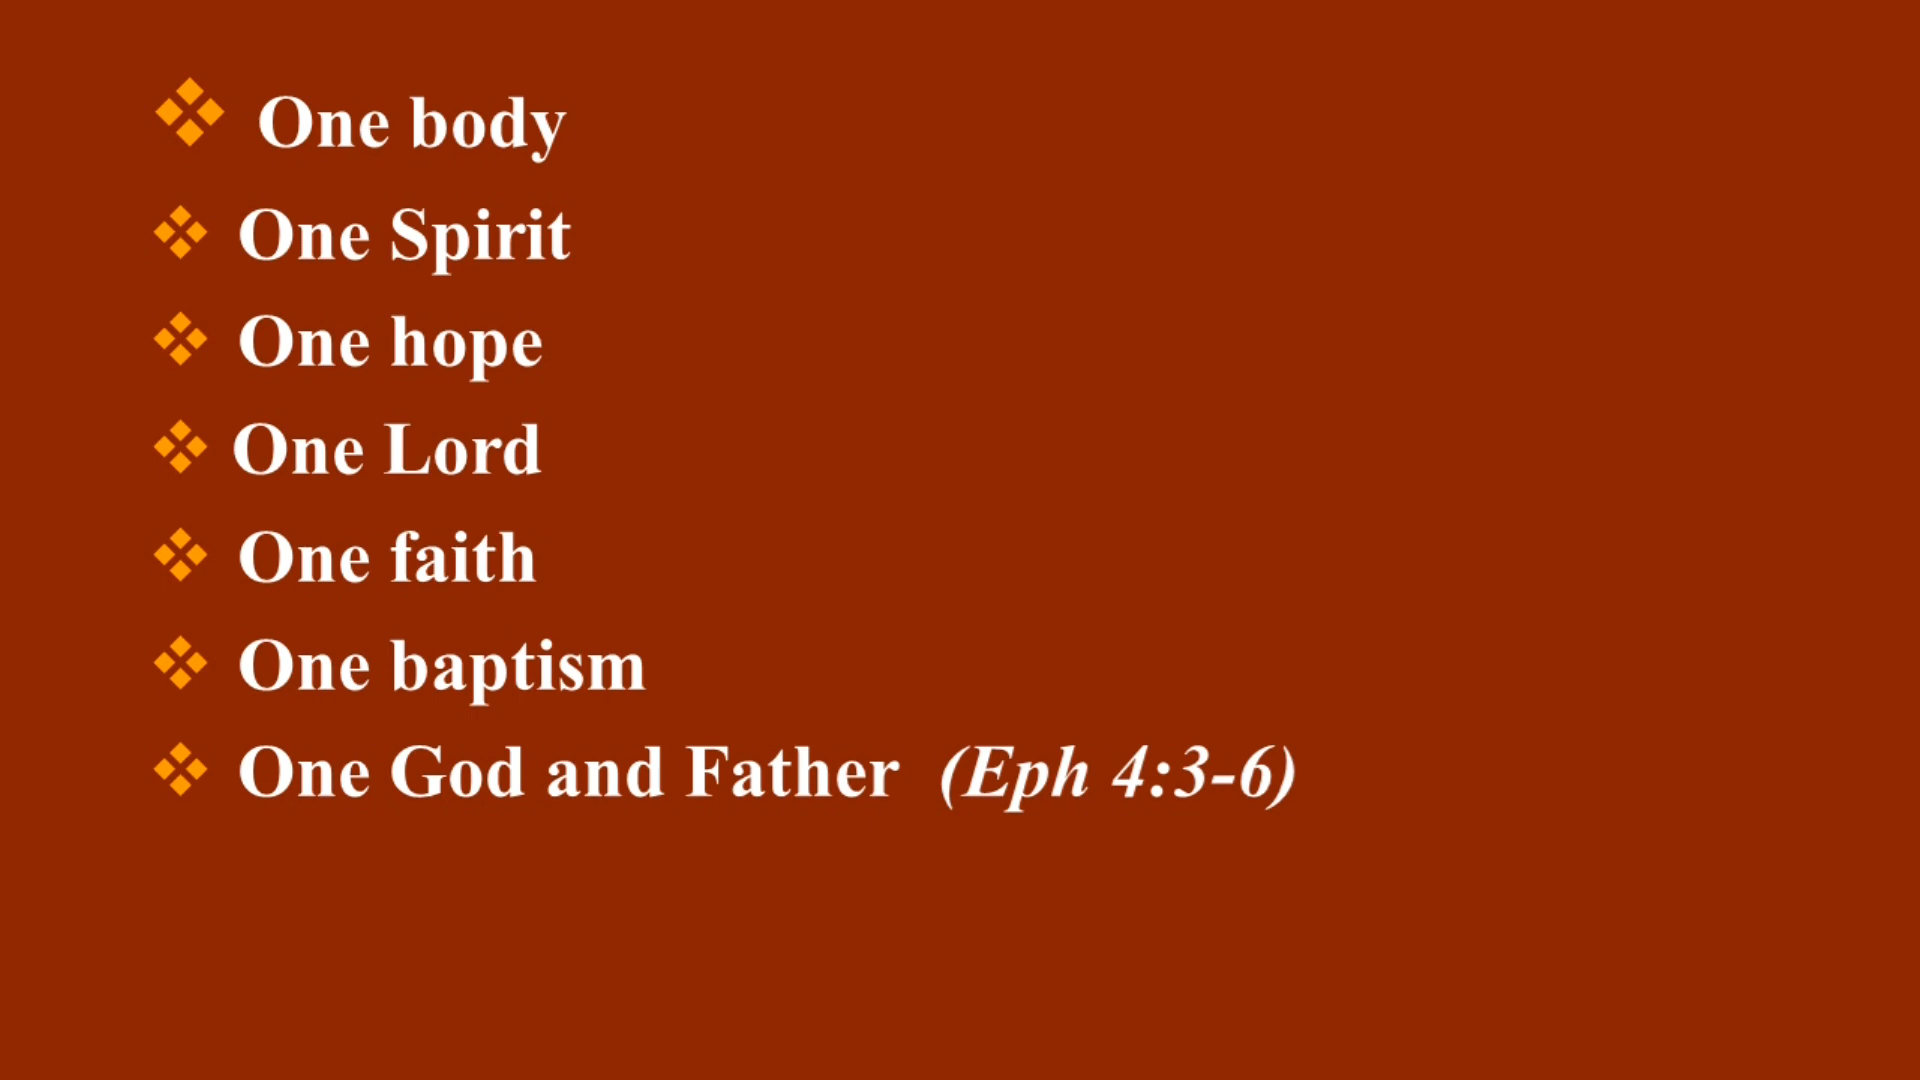 ❖ One body
❖ One Spirit
❖ One hope
❖ One Lord
❖ One faith
❖ One baptism
❖ One God and Father (Eph 4:3-6)